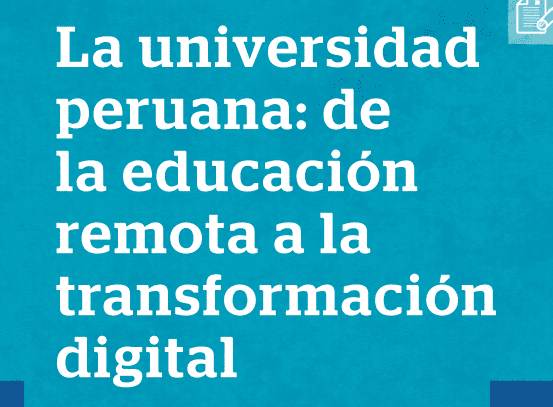 La universidad
peruana: de
la educación
remota a la
transformación
digital